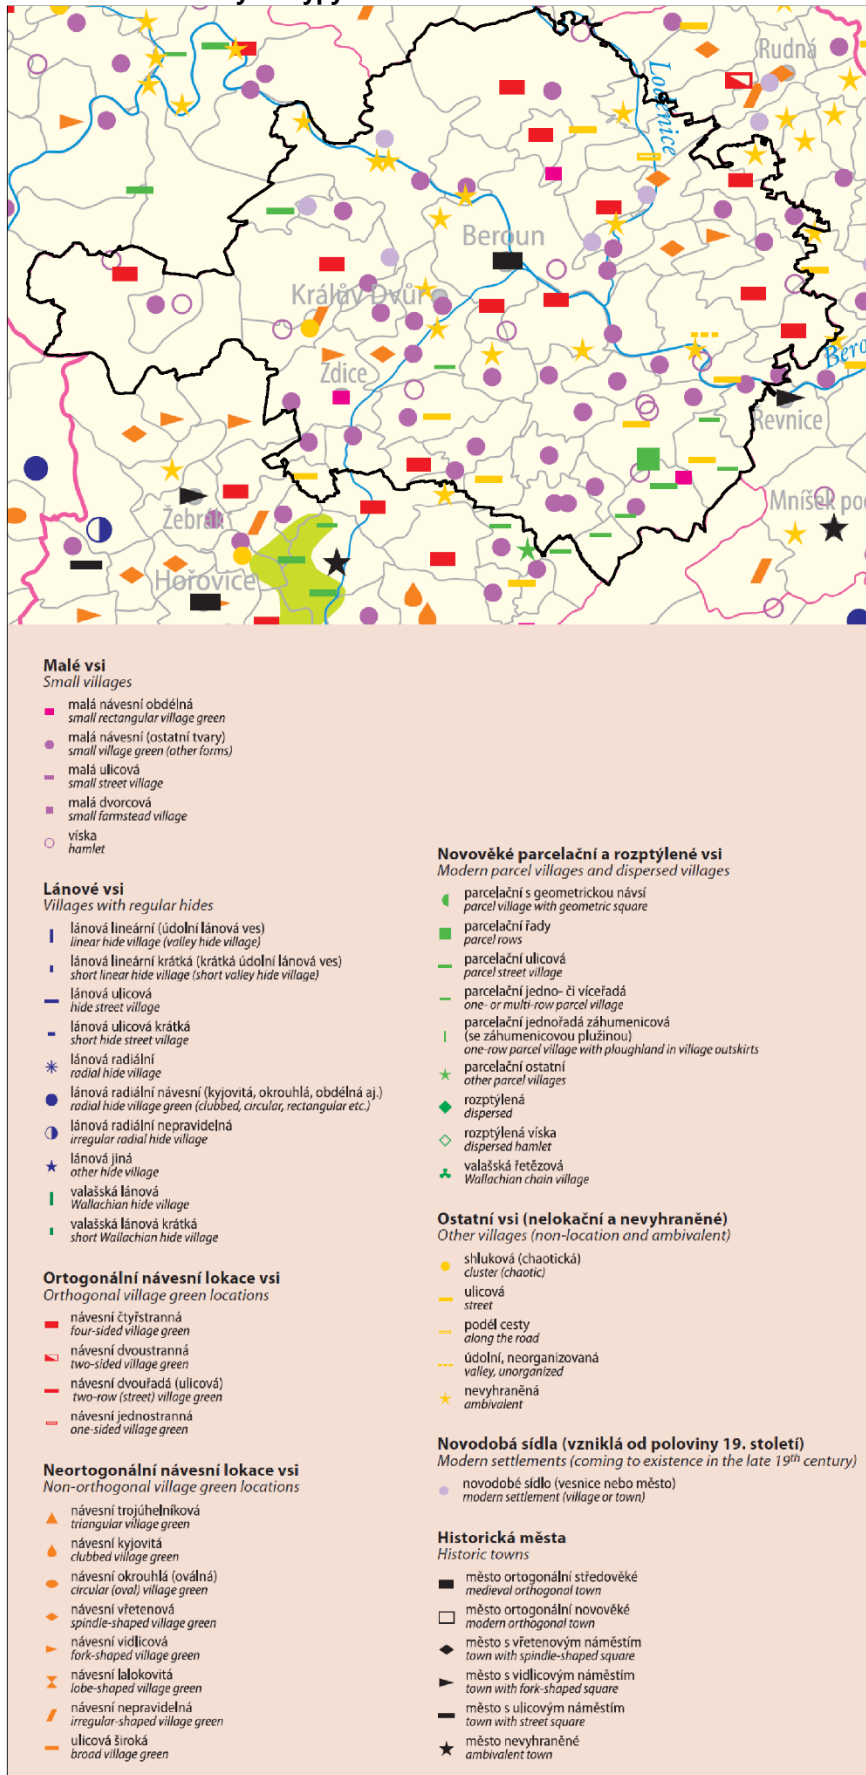 Rudná
Loděnice
Beroun
Králův Dvůr
Zdice
Řevnice
Žebrák
Mníšek pod
Hořovice
Malé vsi
Small villages
malá návesní obdélná
small rectangular village green
malá návesní (ostatní tvary)
small village green (other forms)
malá ulicová
small street village
malá dvorcová
small farmstead village
víska
hamlet
Lánové vsi
Villages with regular hides
lánová lineární (údolní lánová ves)
linear hide village (valley hide village)
lánová lineární krátká (krátká údolní lánová ves)
short linear hide village (short valley hide village)
lánová ulicová
hide street village
lánová ulicová krátká
short hide street village
lánová radiální
radial hide village
lánová radiální návesní (kyjovitá, okrouhlá, obdélná aj.)
radial hide village green (clubbed, circular, rectangular etc.)
lánová radiální nepravidelná
irregular radial hide village
lánová jiná
other hide village
valašská lánová
Wallachian hide village
valašská lánová krátká
short Wallachian hide village
Ortogonální návesní lokace vsi
Orthogonal village green locations
návesní čtyřstranná
four-sided village green
návesní dvoustranná
two-sided village green
návesní dvouřadá (ulicová)
two-row (street) village green
návesní jednostranná
one-sided village green
Neortogonální návesní lokace vsi
Non-orthogonal village green locations
návesní trojúhelníková
triangular village green
návesní kyjovitá
clubbed village green
návesní okrouhlá (oválná)
circular (oval) village green
návesní vřetenová
spindle-shaped village green
návesní vidlicová
fork-shaped village green
návesní lalokovitá
lobe-shaped village green
návesní nepravidelná
irregular-shaped village green
ulicová široká
broad village green
Novověké parcelační a rozptýlené vsi
Modern parcel villages and dispersed villages
parcelační s geometrickou návsí
parcel village with geometric square
parcelační řady
parcel rows
parcelační ulicová
parcel street village
parcelační jedno- či víceřadá
one- or multi-row parcel village
parcelační jednořadá záhumenicová
(se záhumenicovou plužinou)
one-row parcel village with ploughland in village outskirts
parcelační ostatní
other parcel villages
rozptýlená
dispersed
rozptýlená víska
dispersed hamlet
valašská řetězová
Wallachian chain village
Ostatní vsi (nelokační a nevyhraněné)
Other villages (non-location and ambivalent)
shluková (chaotická)
cluster (chaotic)
ulicová
street
podél cesty
along the road
údolní, neorganizovaná
valley, unorganized
nevyhraněná
ambivalent
Novodobá sídla (vzniklá od poloviny 19. století)
Modern settlements (coming to existence in the late 19th century)
novodobé sídlo (vesnice nebo město)
modern settlement (village or town)
Historická města
Historic towns
město ortogonální středověké
medieval orthogonal town
město ortogonální novověké
modern orthogonal town
město s vřetenovým náměstím
town with spindle-shaped square
město s vidlicovým náměstím
town with fork-shaped square
město s ulicovým náměstím
town with street square
město nevyhraněné
ambivalent town